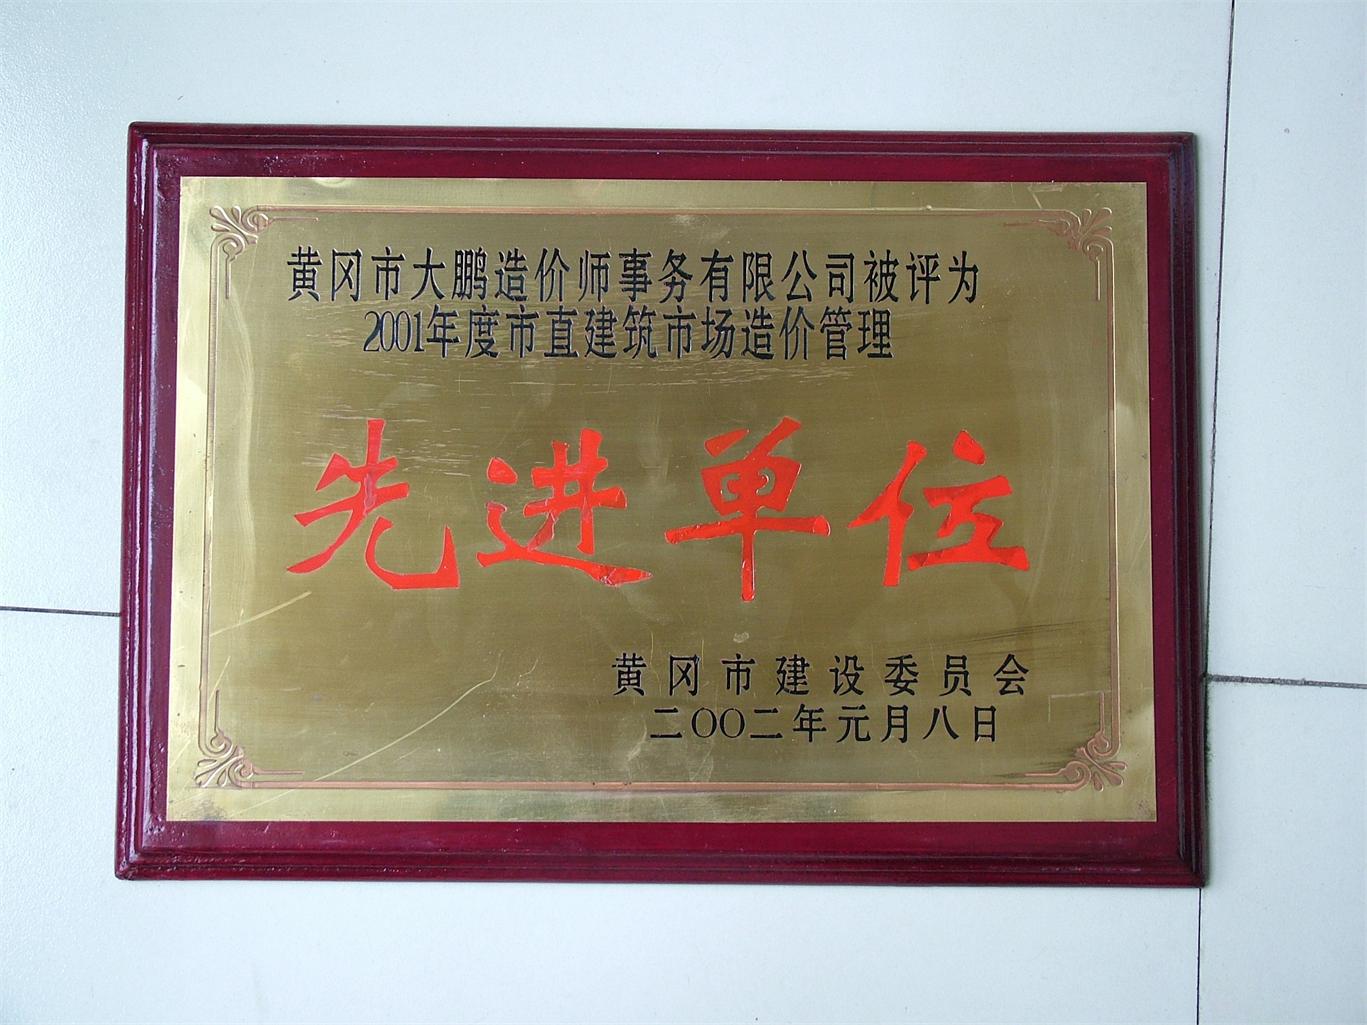 黄冈市大鹏造价师事务有限公司被评为
2001年度市直建筑市场造价管理
先进单位
黄冈市建设委员会
二OO二年元月八日